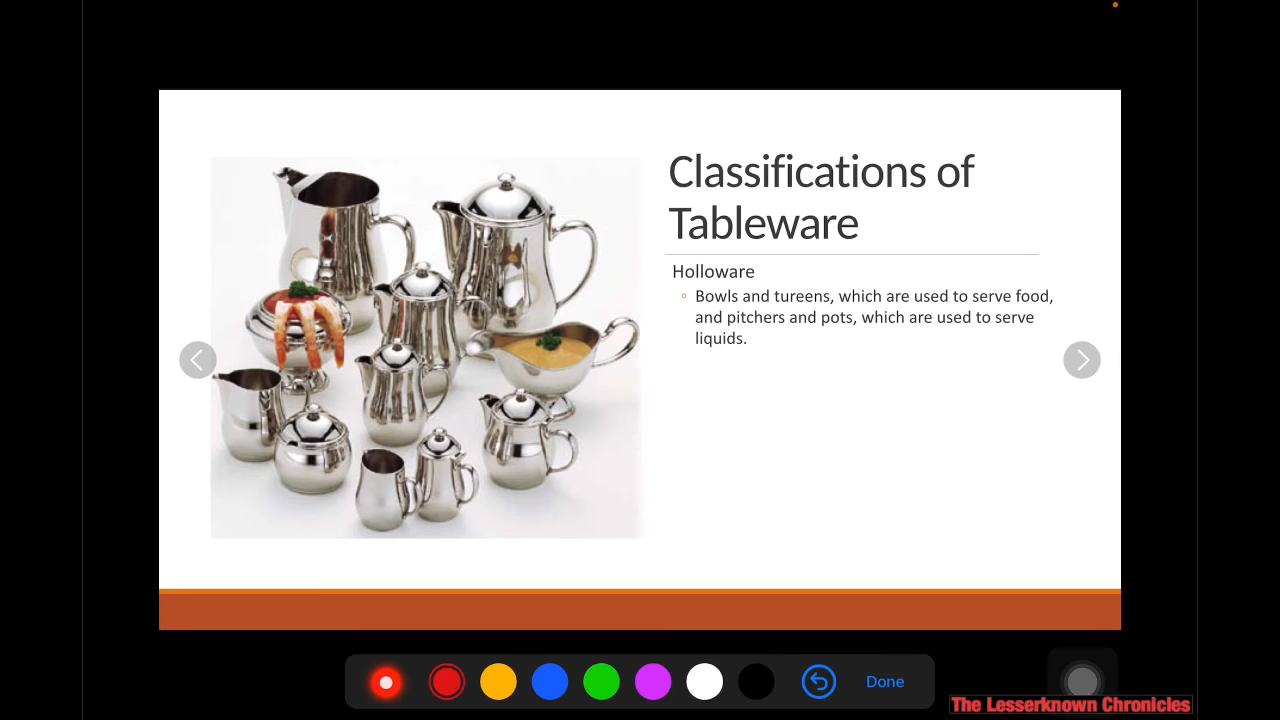 Classifications of
Tableware
Holloware
◦ Bowls and tureens, which are used to serve food,
and pitchers and pots, which are used to serve
liquids.
Done
The Lesserknown Chronicles